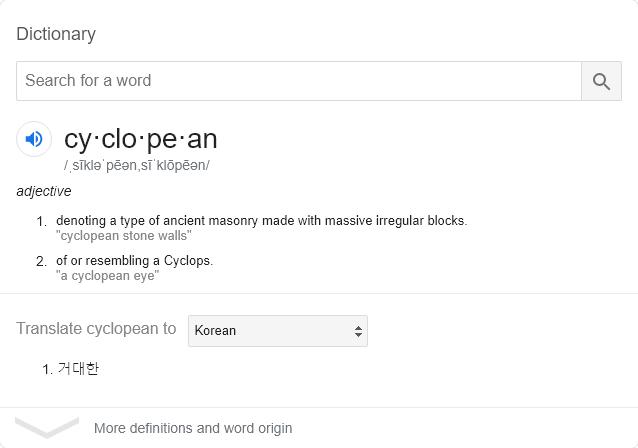 Dictionary
Search for a word
cy·clo·pe·an
/ˌsīkləˈpēən,sīˈklōpēən/
adjective
1. denoting a type of ancient masonry made with massive irregular blocks.
"cyclopean stone walls"
2. of or resembling a Cyclops.
"a cyclopean eye"
Translate cyclopean to Korean
1. 거대한
More definitions and word origin